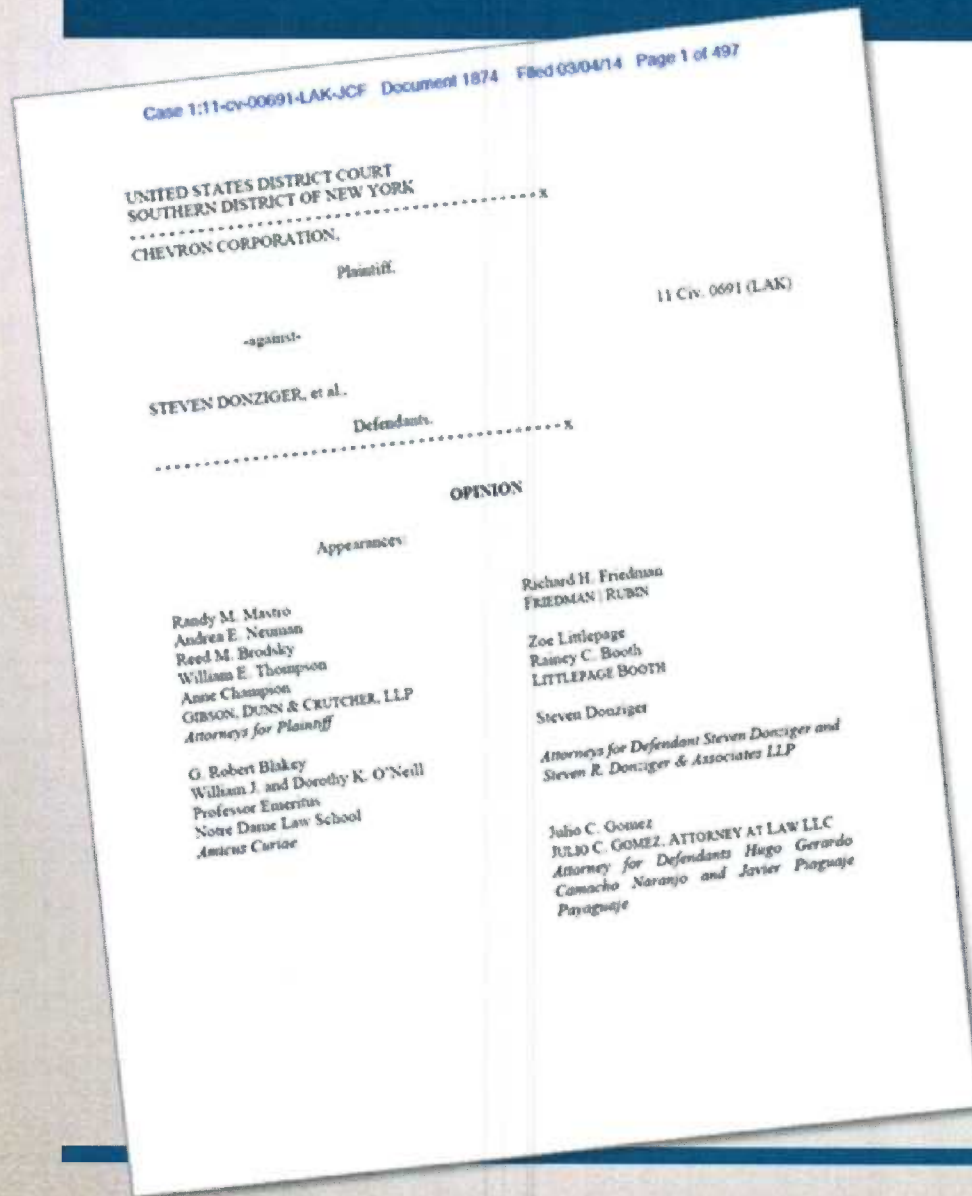 Case 1:11-cv-00691-LAK-JCF Document 1874 Filed 03/04/14 Page 1 of 497
UNITED STATES DISTRICT COURT
SOUTHERN DISTRICT OF NEW YORK
- - - - - - - - - - - - - - - - - - - - - - - - - - - - - - - - - - - - - - - - x
CHEVRON CORPORATION,
Plaintiff,
-against-
11 Civ. 0691 (LAK)
STEVEN DONZIGER, et al.,
Defendants.
- - - - - - - - - - - - - - - - - - - - - - - - - - - - - - - - - - - - - - - - x
OPINION
Appearances:
Randy M. Mastro
Andrea E. Neuman
Reed M. Brodsky
William E. Thompson
Anne Champion
GIBSON, DUNN & CRUTCHER, LLP
Attorneys for Plaintiff
G. Robert Blakey
William J. and Dorothy K. O'Neill
Professor Emeritus
Notre Dame Law School
Amicus Curiae
Richard H. Friedman
FRIEDMAN | RUBIN
Zoe Littlepage
Rainey C. Booth
LITTLEPAGE BOOTH
Steven Donziger
Attorneys for Defendant Steven Donziger and
Steven R. Donziger & Associates LLP
Julio C. Gomez
JULIO C. GOMEZ, ATTORNEY AT LAW LLC
Attorney for Defendants Hugo Gerardo
Camacho Naranjo and Javier Piaguaje
Payaguaje